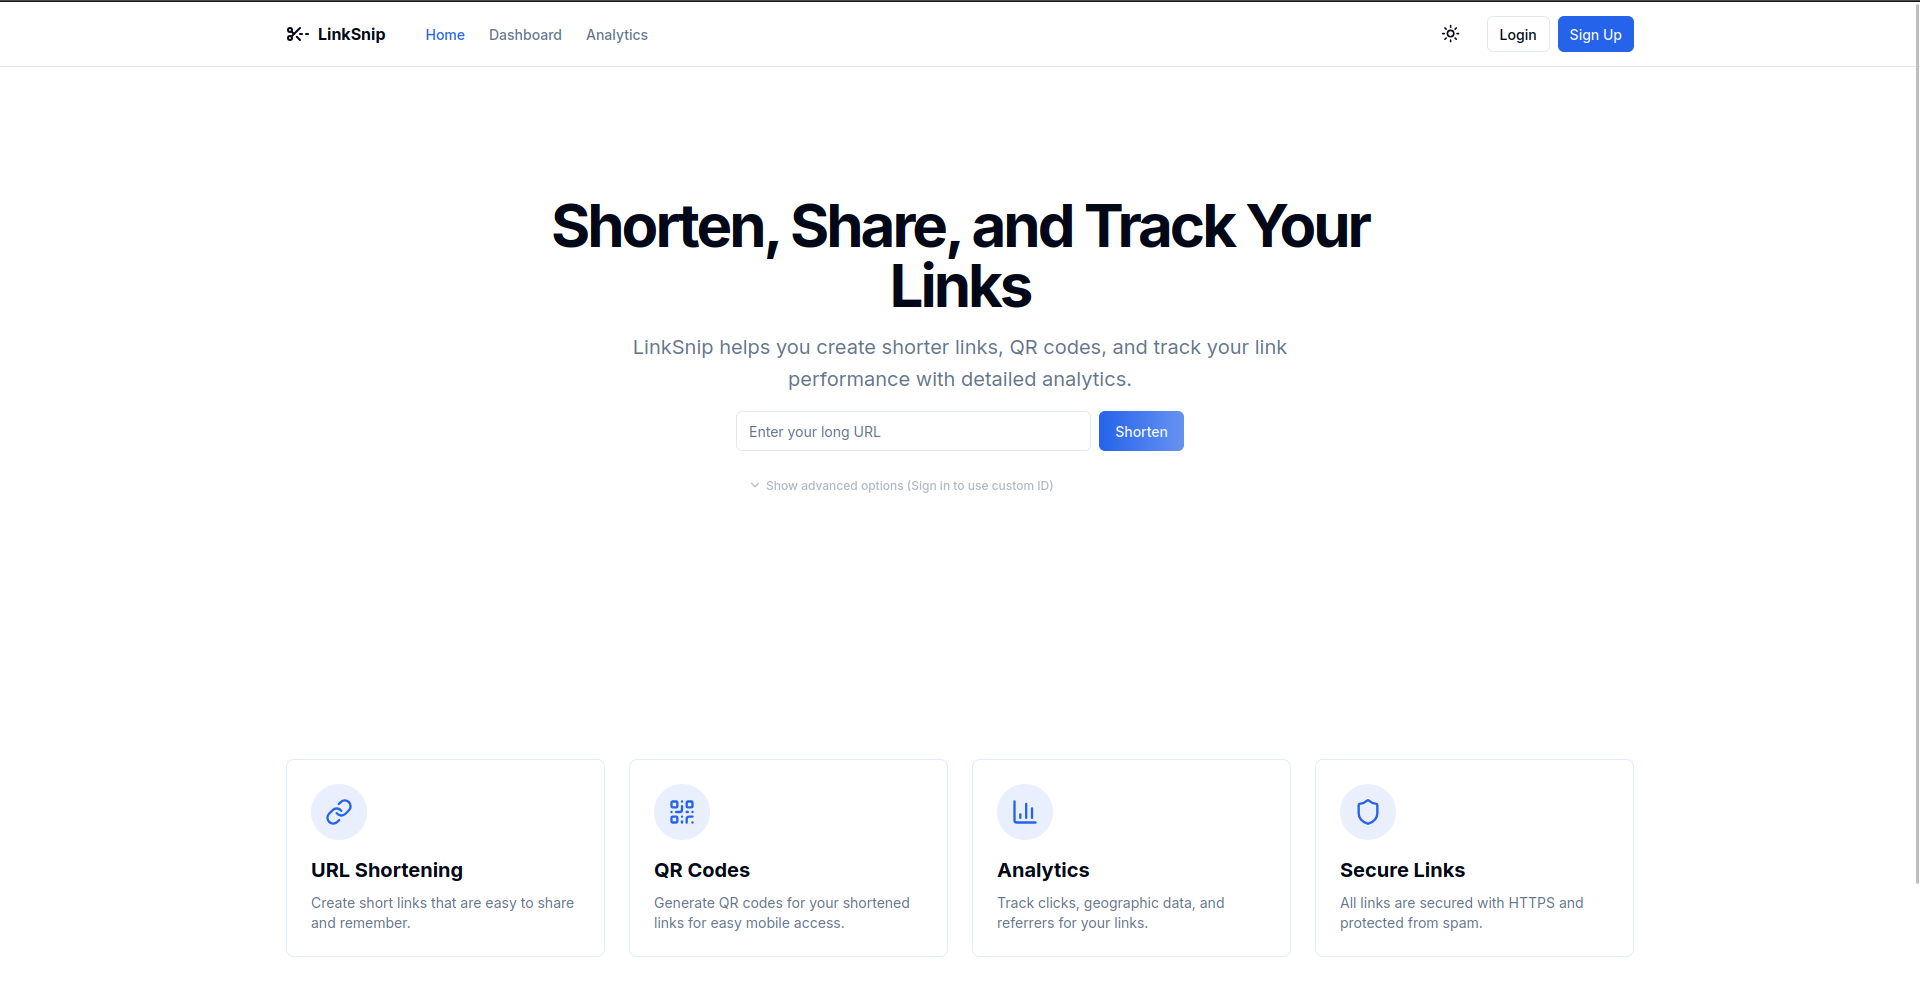 LinkSnip
Home
Dashboard
Analytics
Login
Sign Up
Shorten, Share, and Track Your
Links
LinkSnip helps you create shorter links, QR codes, and track your link
performance with detailed analytics.
Enter your long URL
Shorten
Show advanced options (Sign in to use custom ID)
URL Shortening
Create short links that are easy to share
and remember.
QR Codes
Generate QR codes for your shortened
links for easy mobile access.
Analytics
Track clicks, geographic data, and
referrers for your links.
Secure Links
All links are secured with HTTPS and
protected from spam.